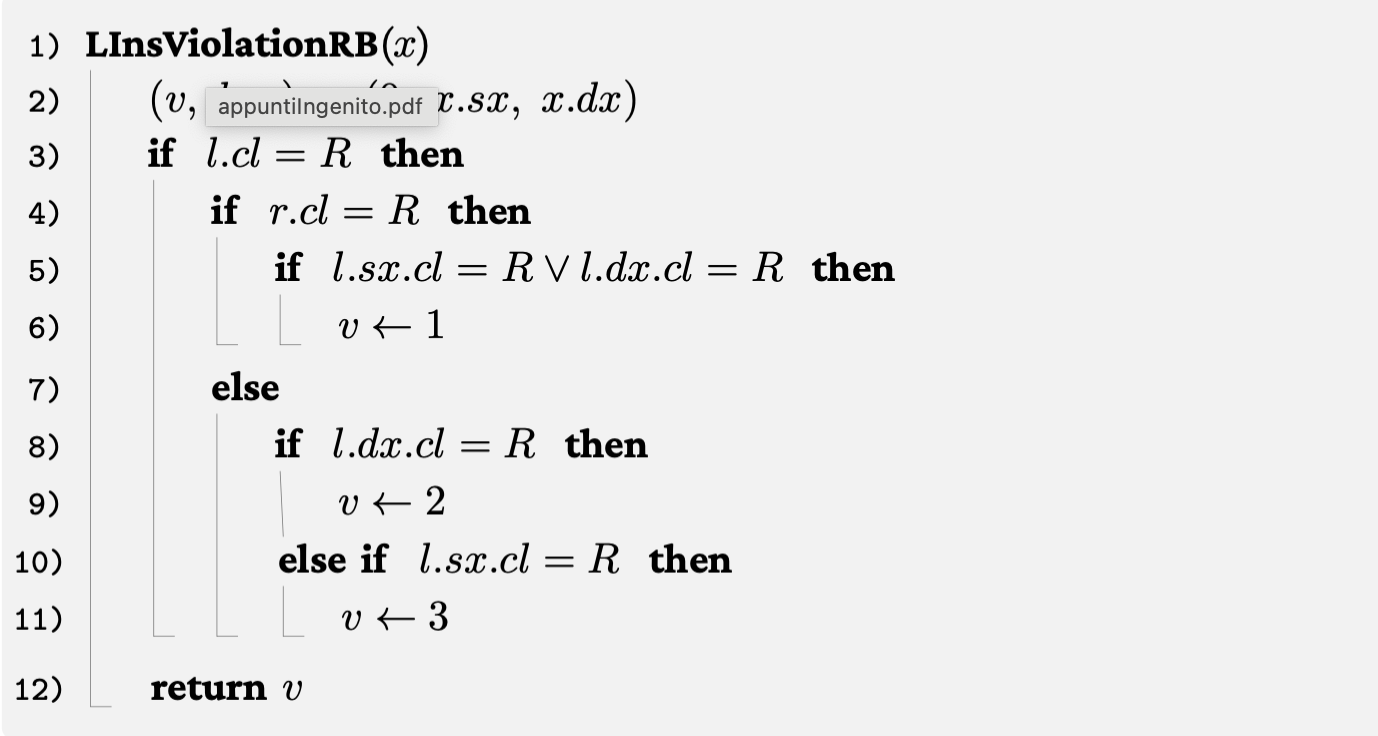 1) LInsViolationRB(x)
2) (v, appuntiIngenito.pdf x.sx, x.dx)
3) if l.cl = R then
4) if r.cl = R then
5) if l.sx.cl = R ∨ l.dx.cl = R then
6) v ← 1
7) else
8) if l.dx.cl = R then
9) v ← 2
10) else if l.sx.cl = R then
11) v ← 3
12) return v